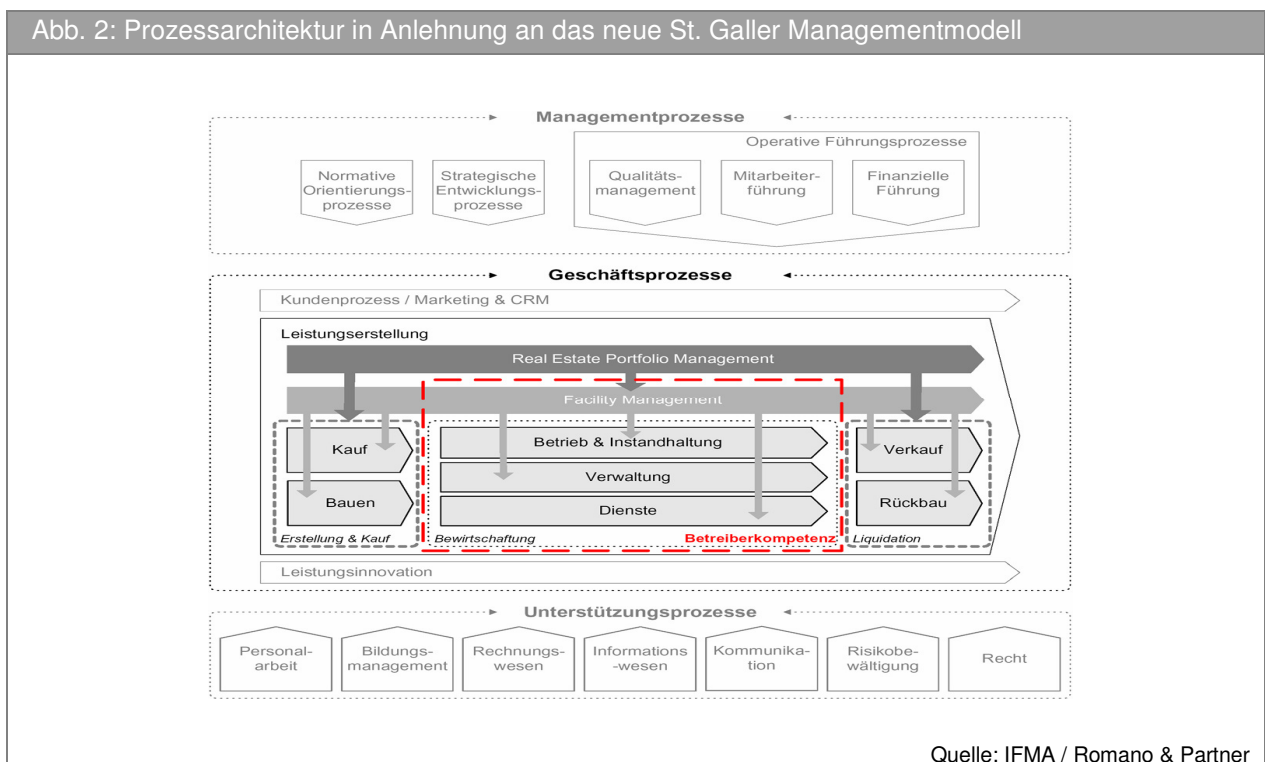 Abb. 2: Prozessarchitektur in Anlehnung an das neue St. Galler Managementmodell
Managementprozesse
Operative Führungsprozesse
Normative
Orientierungs-
prozesse
Strategische
Entwicklungs-
prozesse
Qualitäts-
management
Mitarbeiter-
führung
Finanzielle
Führung
Geschäftsprozesse
Kundenprozess / Marketing & CRM
Leistungserstellung
Real Estate Portfolio Management
Facility Management
Kauf
Bauen
Erstellung & Kauf
Betrieb & Instandhaltung
Verwaltung
Dienste
Bewirtschaftung
Betreiberkompetenz
Verkauf
Rückbau
Liquidation
Leistungsinnovation
Unterstützungsprozesse
Personal-
arbeit
Bildungs-
management
Rechnungs-
wesen
Informations
-wesen
Kommunika-
tion
Risikobe-
wältigung
Recht
Quelle: IFMA / Romano & Partner